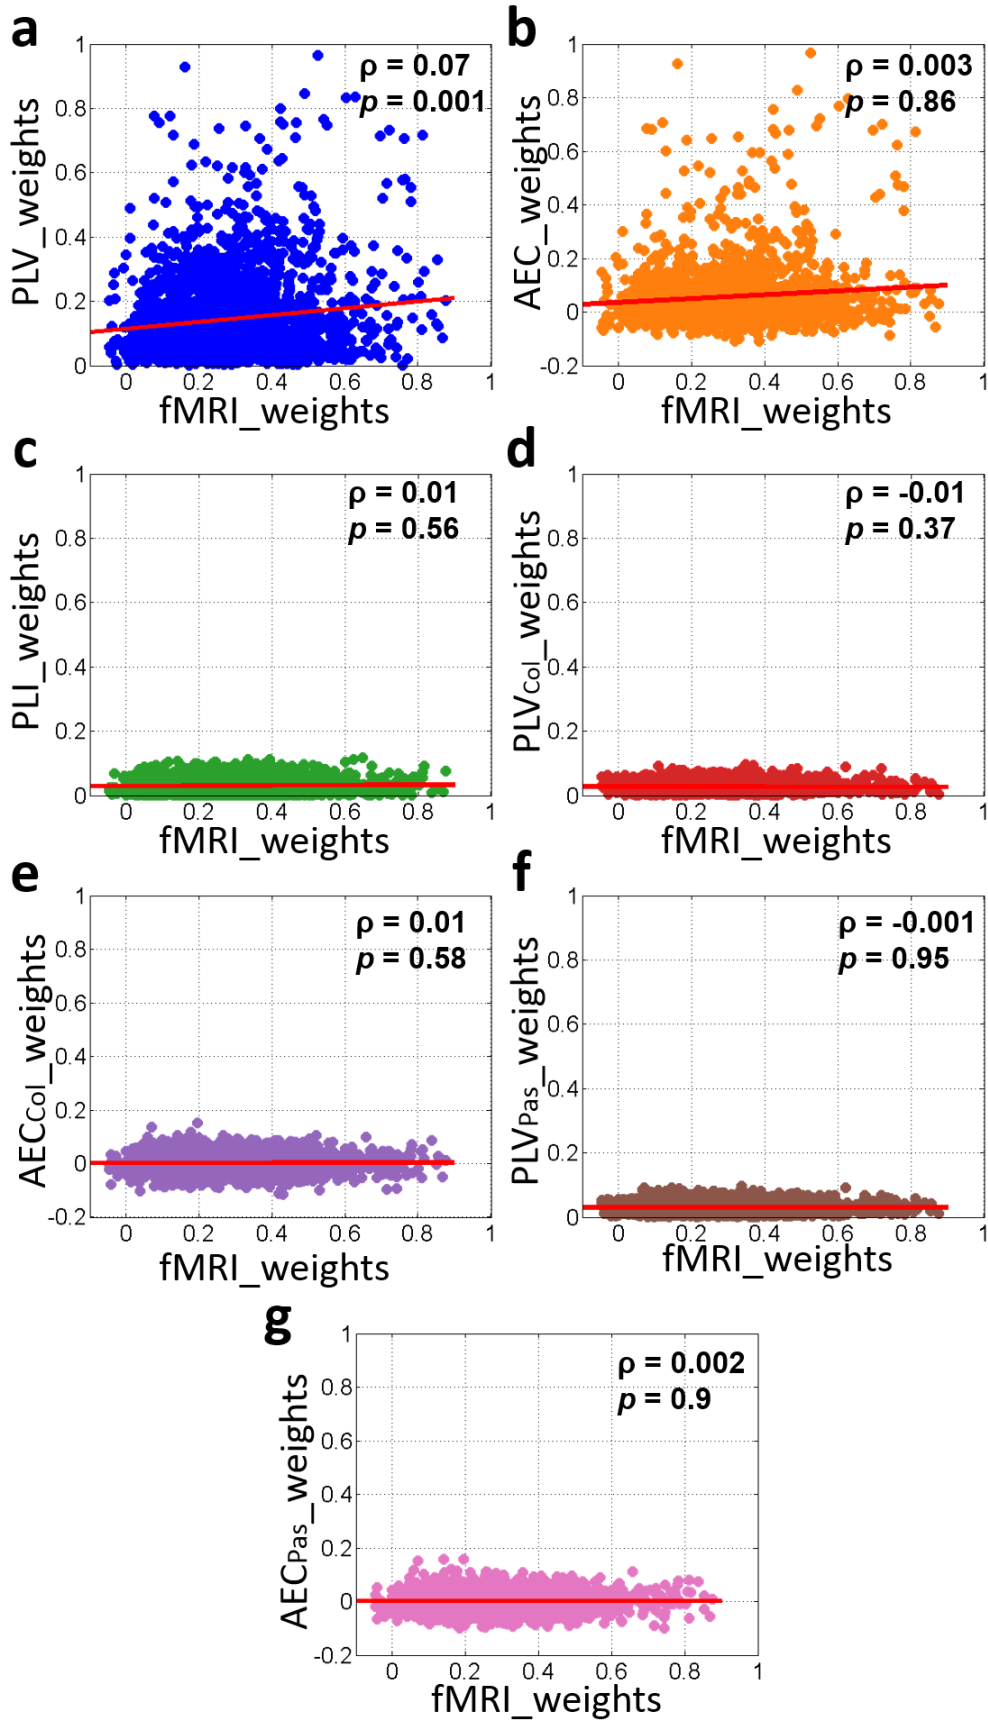 a
ρ = 0.07
p = 0.001
PLV_weights
1
0.8
0.6
0.4
0.2
0
0
0.2
0.4
0.6
0.8
1
fMRI_weights
b
ρ = 0.003
p = 0.86
AEC_weights
1
0.8
0.6
0.4
0.2
0
-0.2
0
0.2
0.4
0.6
0.8
1
fMRI_weights
c
ρ = 0.01
p = 0.56
PLI_weights
1
0.8
0.6
0.4
0.2
0
0
0.2
0.4
0.6
0.8
1
fMRI_weights
d
ρ = -0.01
p = 0.37
PLVCol_weights
1
0.8
0.6
0.4
0.2
0
0
0.2
0.4
0.6
0.8
1
fMRI_weights
e
ρ = 0.01
p = 0.58
AECCol_weights
1
0.8
0.6
0.4
0.2
0
-0.2
0
0.2
0.4
0.6
0.8
1
fMRI_weights
f
ρ = -0.001
p = 0.95
PLVPas_weights
1
0.8
0.6
0.4
0.2
0
0
0.2
0.4
0.6
0.8
1
fMRI_weights
g
ρ = 0.002
p = 0.9
AECPas_weights
1
0.8
0.6
0.4
0.2
0
-0.2
0
0.2
0.4
0.6
0.8
1
fMRI_weights